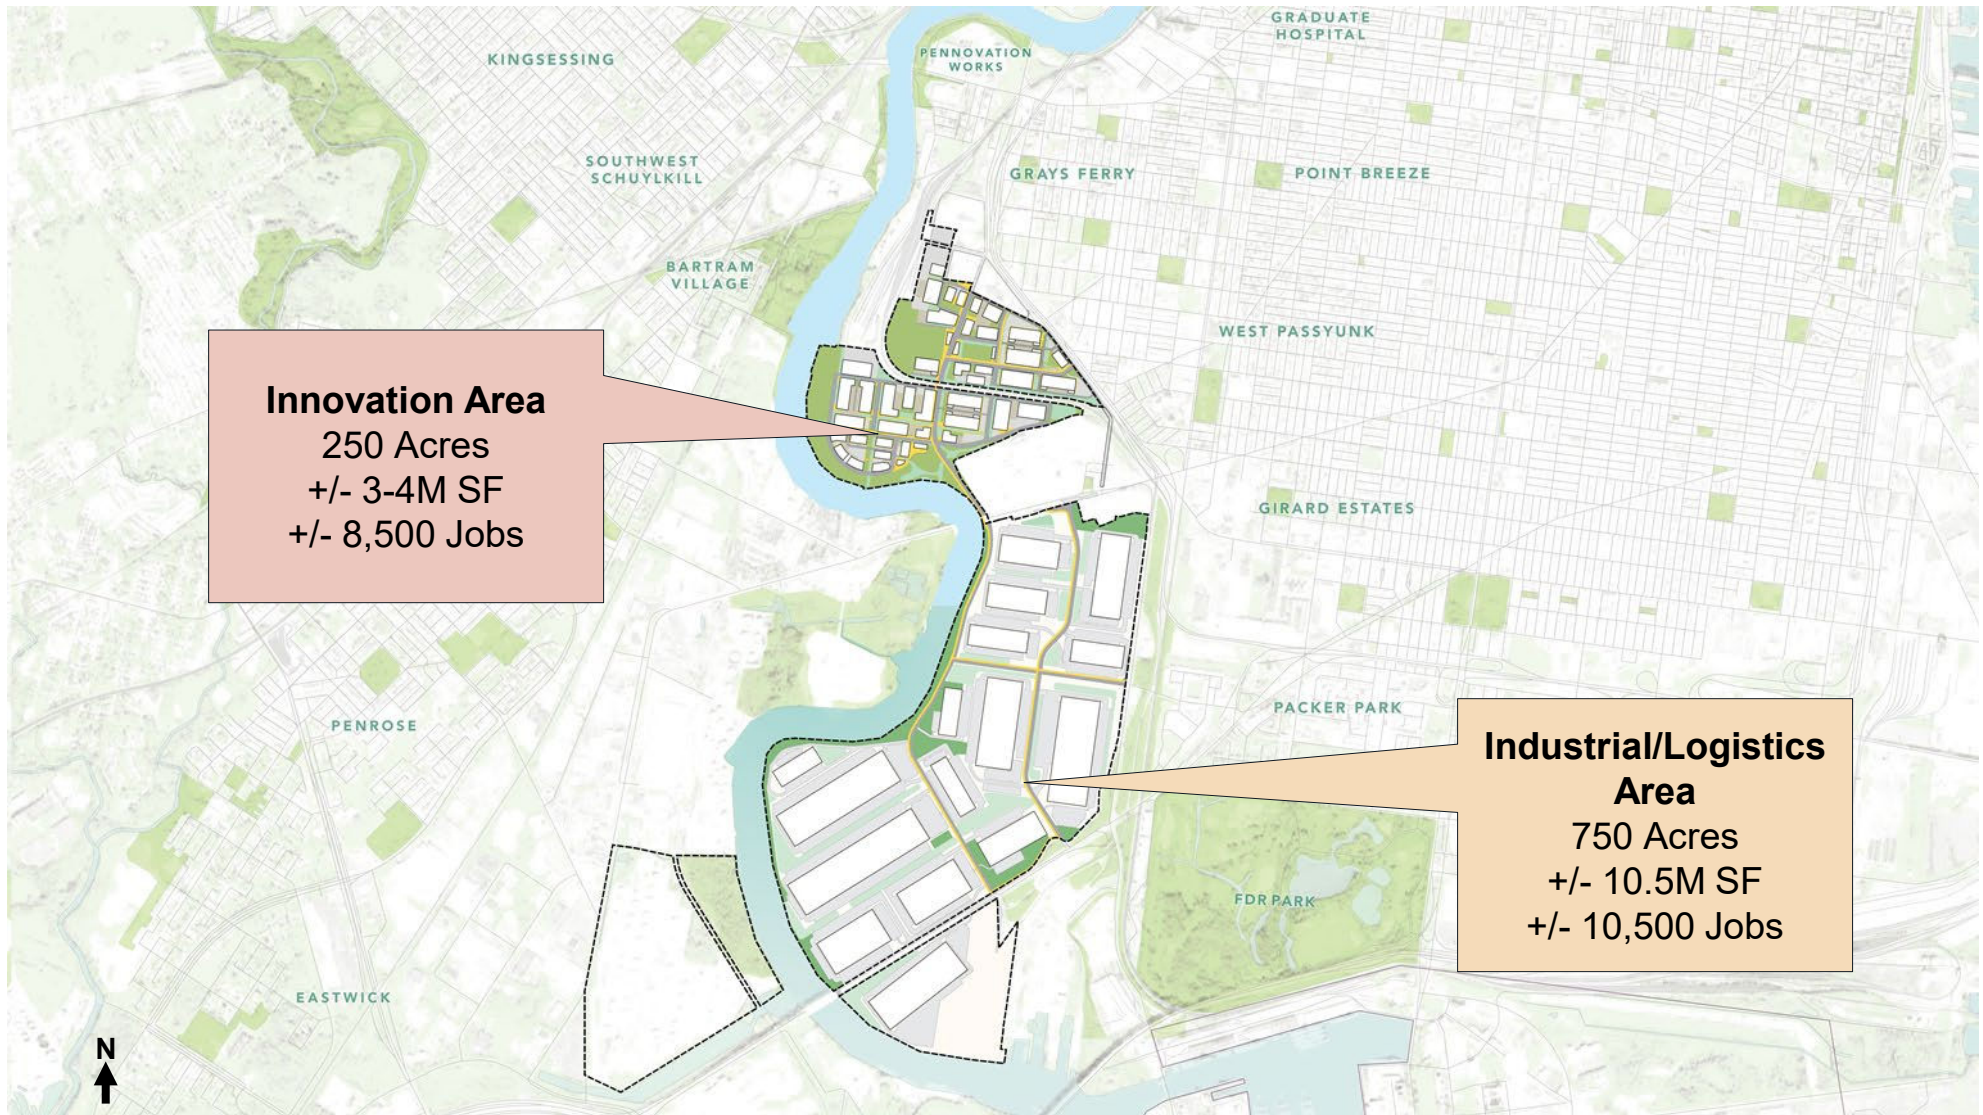 GRADUATE
HOSPITAL
KINGSESSING
PENNOVATION
WORKS
SOUTHWEST
SCHUYLKILL
GRAYS FERRY
POINT BREEZE
BARTRAM
VILLAGE
WEST PASSYUNK
Innovation Area
250 Acres
+/- 3-4M SF
+/- 8,500 Jobs
GIRARD ESTATES
PENROSE
PACKER PARK
Industrial/Logistics
Area
750 Acres
+/- 10.5M SF
+/- 10,500 Jobs
FDR PARK
EASTWICK
N